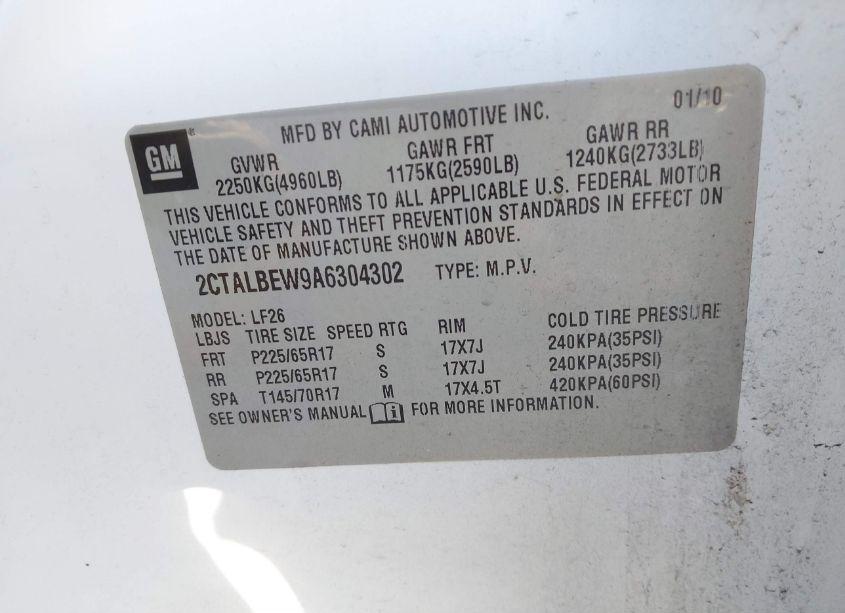 GM
MFD BY CAMI AUTOMOTIVE INC.
01/10
GVWR GAWR FRT GAWR RR
2250KG(4960LB) 1175KG(2590LB) 1240KG(2733LB)
THIS VEHICLE CONFORMS TO ALL APPLICABLE U.S. FEDERAL MOTOR
VEHICLE SAFETY AND THEFT PREVENTION STANDARDS IN EFFECT ON
THE DATE OF MANUFACTURE SHOWN ABOVE.
2CTALBEW9A6304302 TYPE: M.P.V.
MODEL: LF26
LBJS TIRE SIZE SPEED RTG RIM COLD TIRE PRESSURE
FRT P225/65R17 S 17X7J 240KPA(35PSI)
RR P225/65R17 S 17X7J 240KPA(35PSI)
SPA T145/70R17 M 17X4.5T 420KPA(60PSI)
SEE OWNER'S MANUAL FOR MORE INFORMATION.